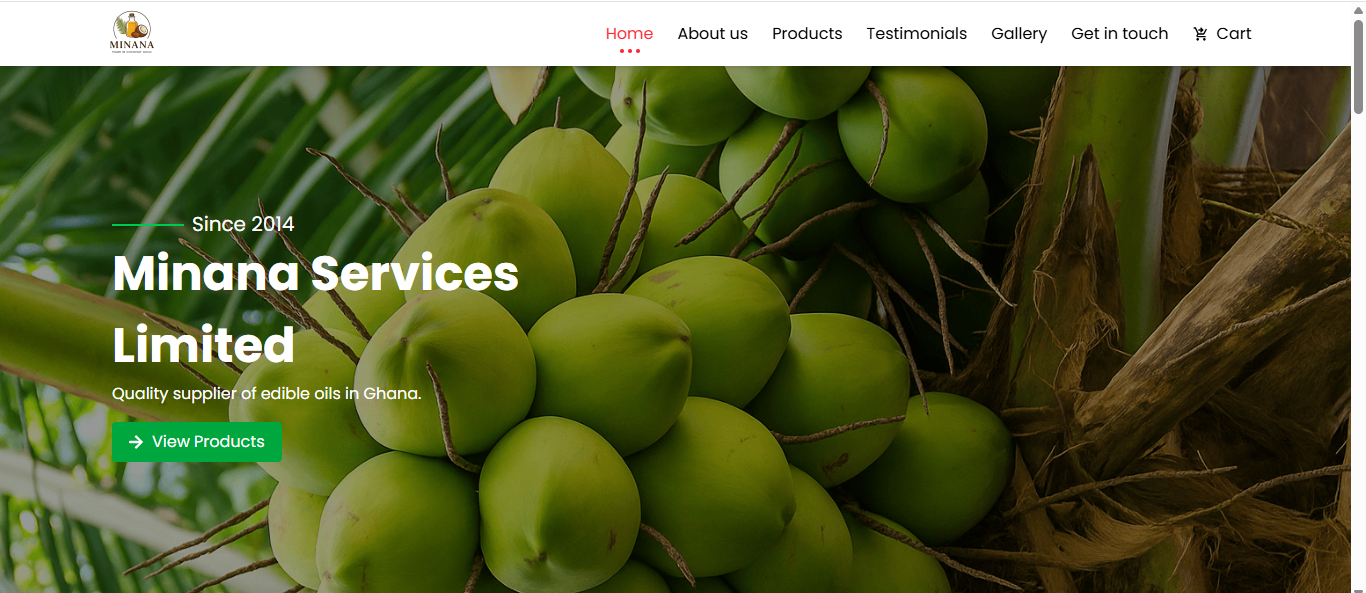 MINANA
Home
About us
Products
Testimonials
Gallery
Get in touch
Cart
Since 2014
Minana Services
Limited
Quality supplier of edible oils in Ghana.
View Products